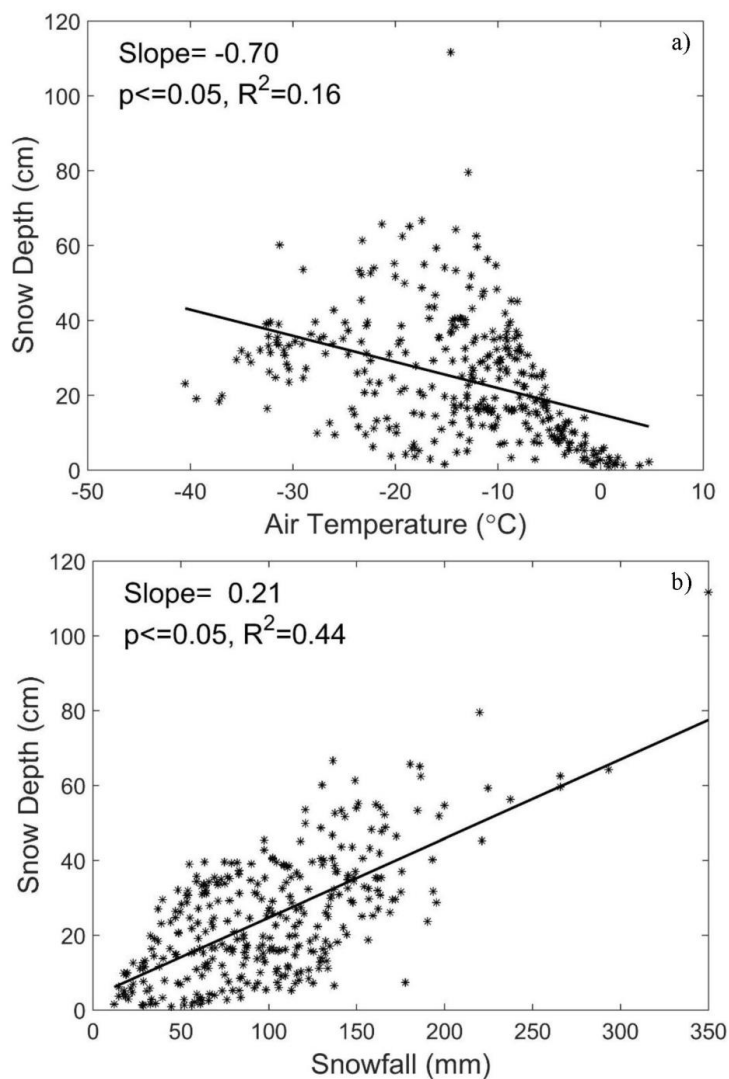 120
a)
Slope= -0.70
100
p<=0.05, R²=0.16
80
60
40
20
0
Snow Depth (cm)
-50 -40 -30 -20 -10 0 10
Air Temperature (°C)
120
b)
Slope= 0.21
100
p<=0.05, R²=0.44
80
60
40
20
0
Snow Depth (cm)
0 50 100 150 200 250 300 350
Snowfall (mm)